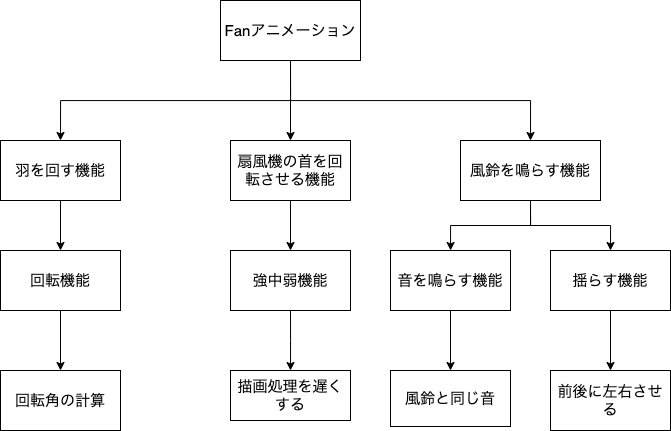 Fanアニメーション
羽を回す機能
扇風機の首を回
転させる機能
風鈴を鳴らす機能
回転機能
強中弱機能
音を鳴らす機能
揺らす機能
回転角の計算
描画処理を遅く
する
風鈴と同じ音
前後に左右させ
る